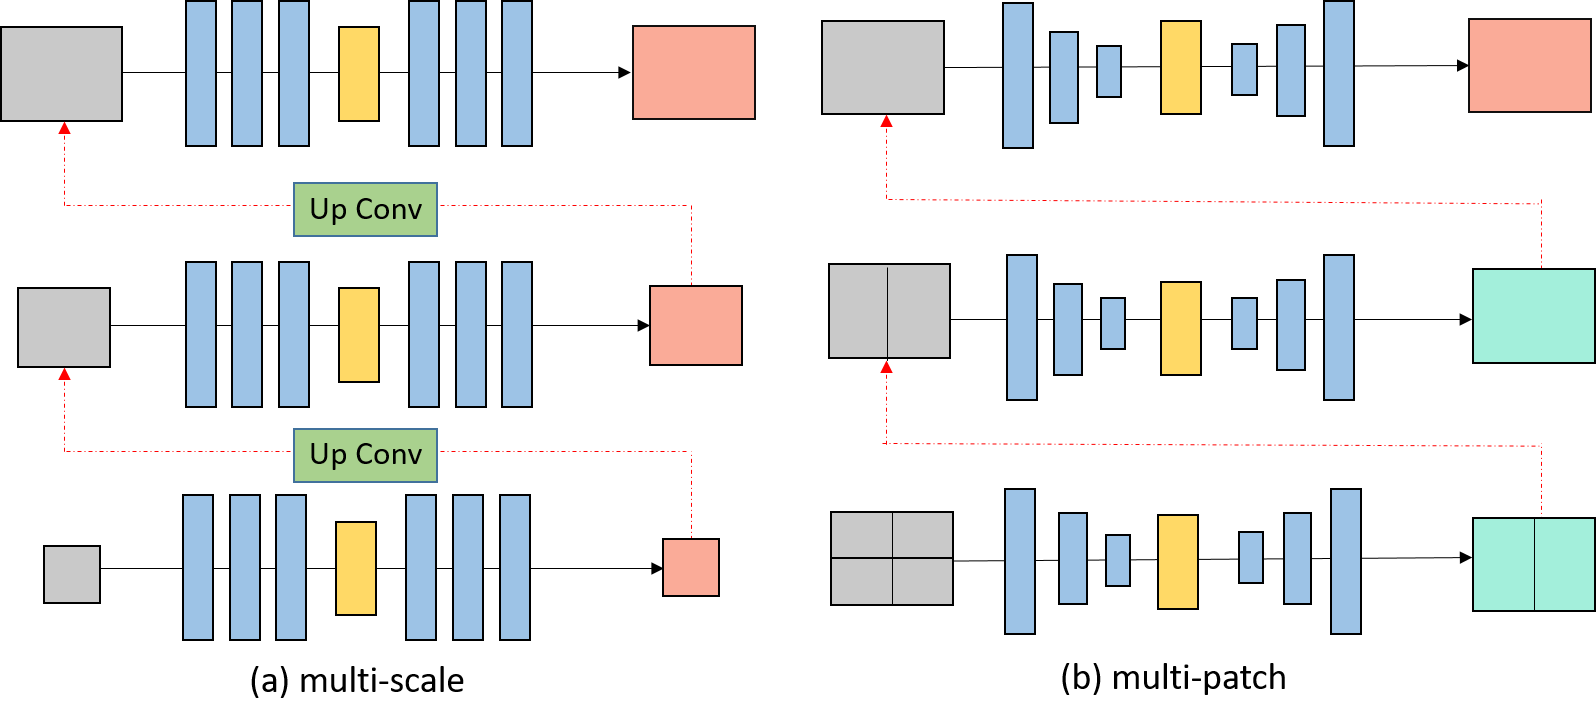 Up Conv
Up Conv
(a) multi-scale
(b) multi-patch